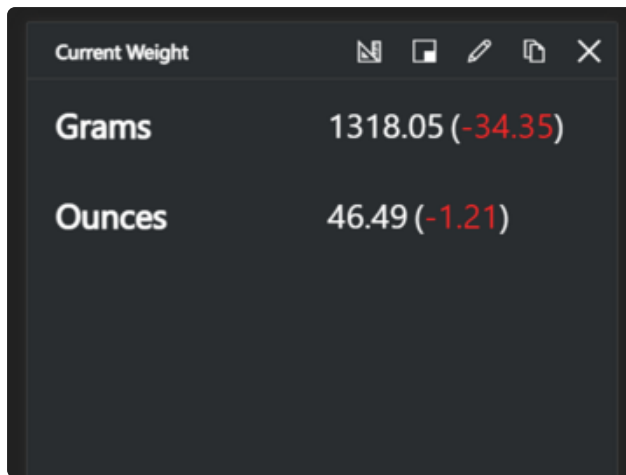 Current Weight
Grams 1318.05 (-34.35)
Ounces 46.49 (-1.21)